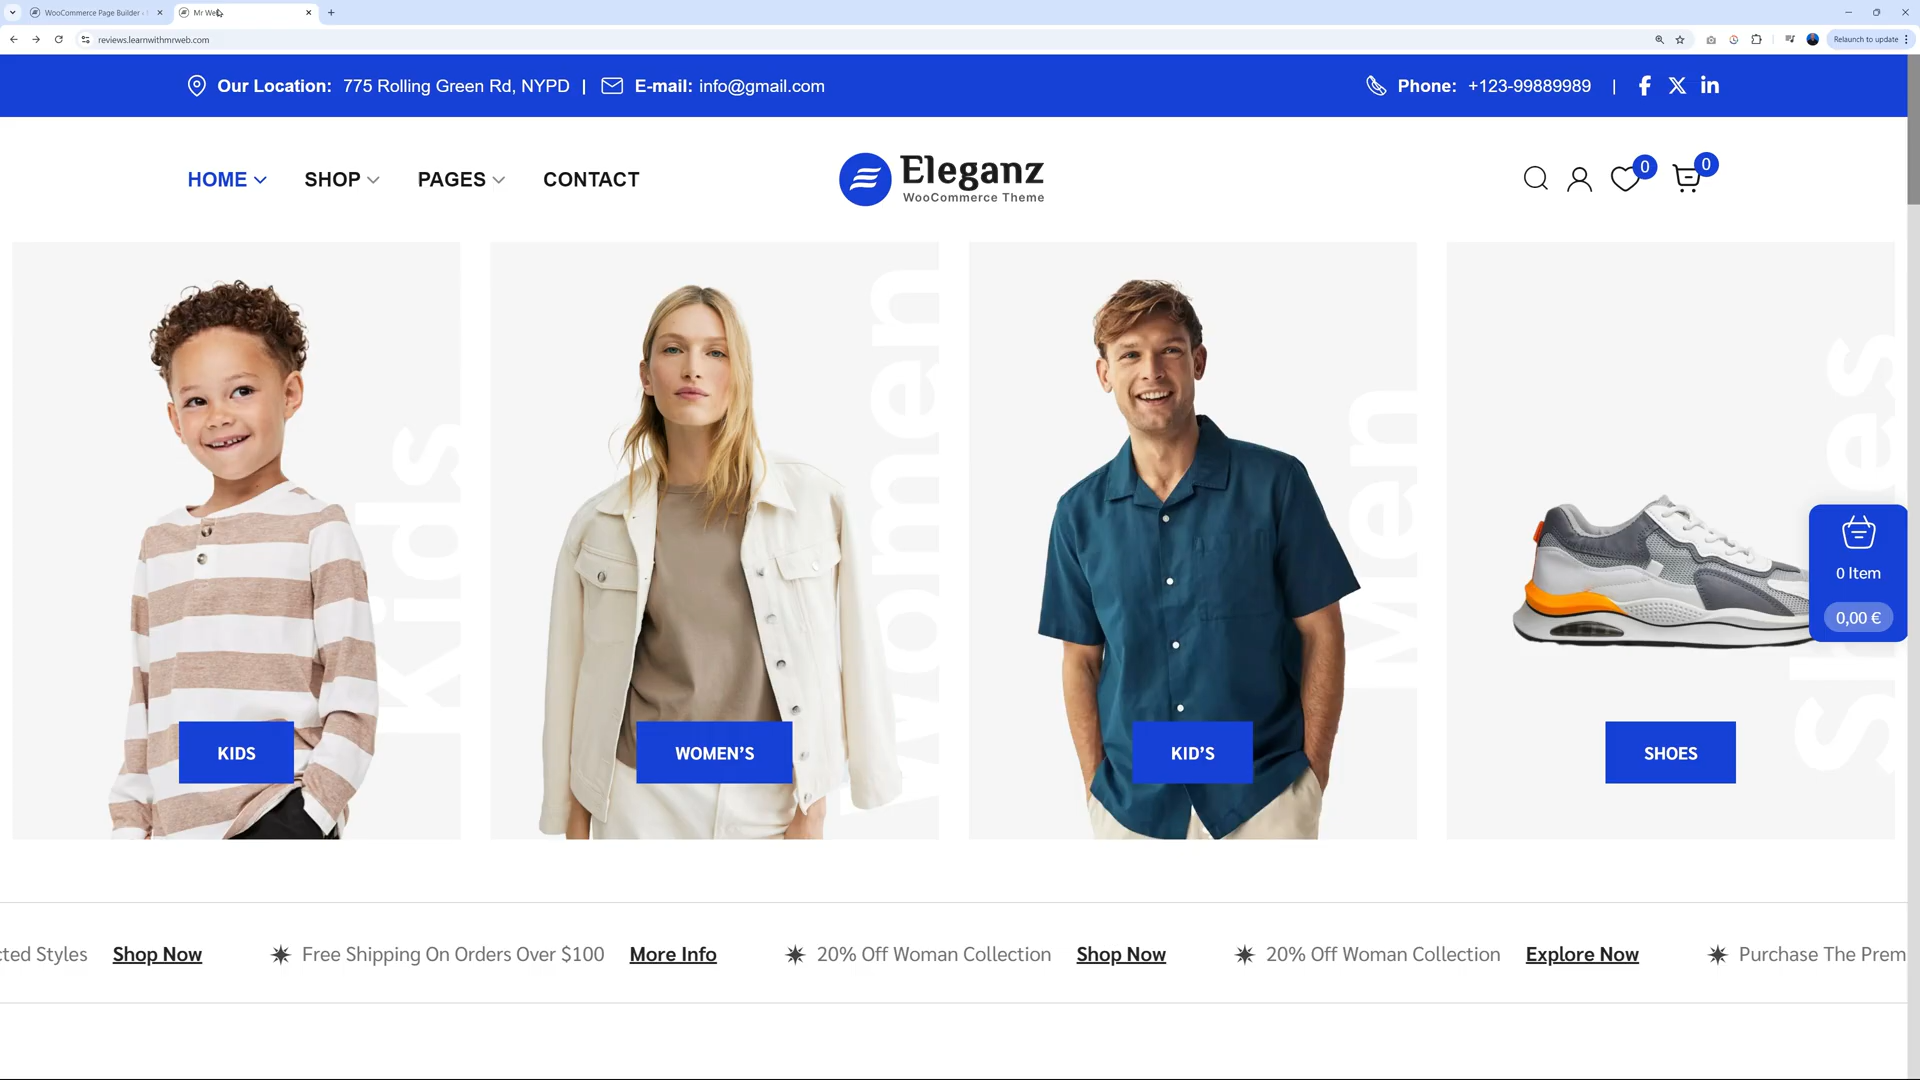 WooCommerce Page Builder
Mr We
reviews.learnwithmrweb.com
Relaunch to update
Our Location: 775 Rolling Green Rd, NYPD | E-mail: info@gmail.com
Phone: +123-99889989 |
HOME SHOP PAGES CONTACT
Eleganz
WooCommerce Theme
0
0
Kids
Women
Men
Shoes
0 Item
0,00 €
KIDS
WOMEN’S
KID’S
SHOES
cted Styles Shop Now Free Shipping On Orders Over $100 More Info 20% Off Woman Collection Shop Now 20% Off Woman Collection Explore Now Purchase The Prem